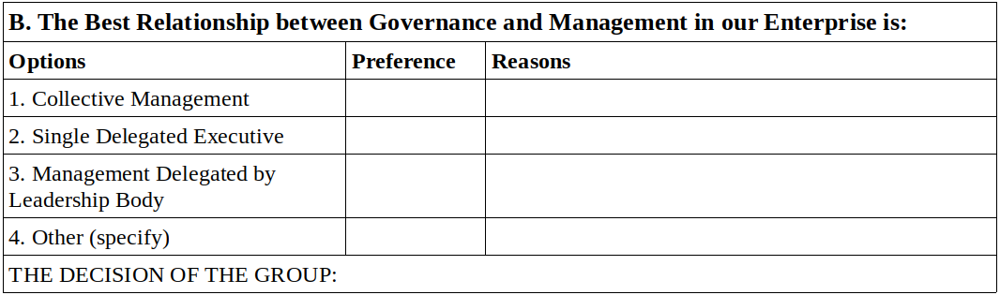 B. The Best Relationship between Governance and Management in our Enterprise is:
Options Preference Reasons
1. Collective Management
2. Single Delegated Executive
3. Management Delegated by
Leadership Body
4. Other (specify)
THE DECISION OF THE GROUP: